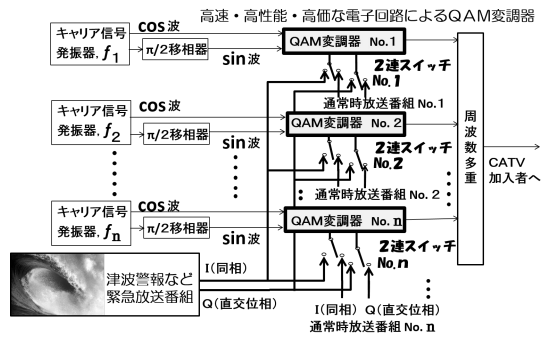 高速・高性能・高価な電子回路によるQAM変調器
キャリア信号
発振器, f1
π/2移相器
cos波
sin波
QAM変調器 No.1
2連スイッチ
No.1
通常時放送番組 No.1
キャリア信号
発振器, f2
π/2移相器
cos波
sin波
QAM変調器 No.2
2連スイッチ
No.2
通常時放送番組 No.2
周波数多重
CATV
加入者へ
キャリア信号
発振器, fn
π/2移相器
cos波
sin波
QAM変調器 No.n
2連スイッチ
No.n
津波警報など
緊急放送番組
I(同相)
Q(直交位相)
I(同相) Q(直交位相)
通常時放送番組 No.n